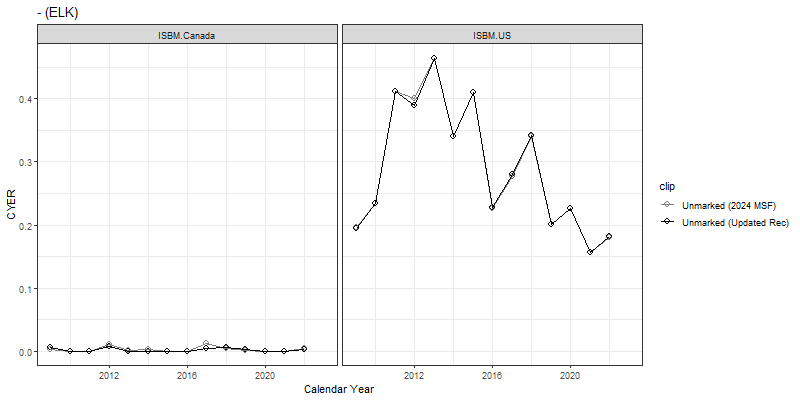 - (ELK)
ISBM.Canada
ISBM.US
CYER
0.4
0.3
0.2
0.1
0.0
2012
2016
2020
2012
2016
2020
Calendar Year
clip
Unmarked (2024 MSF)
Unmarked (Updated Rec)